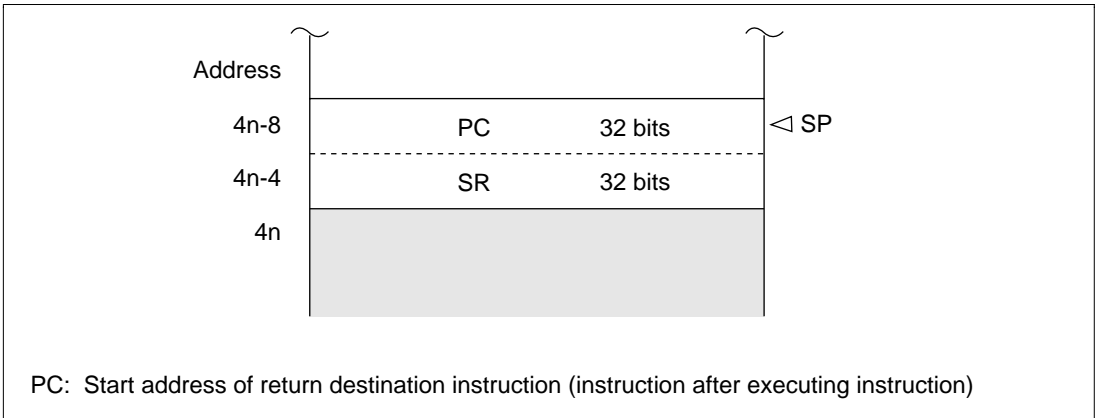 Address
4n-8 PC 32 bits SP
4n-4 SR 32 bits
4n
PC: Start address of return destination instruction (instruction after executing instruction)